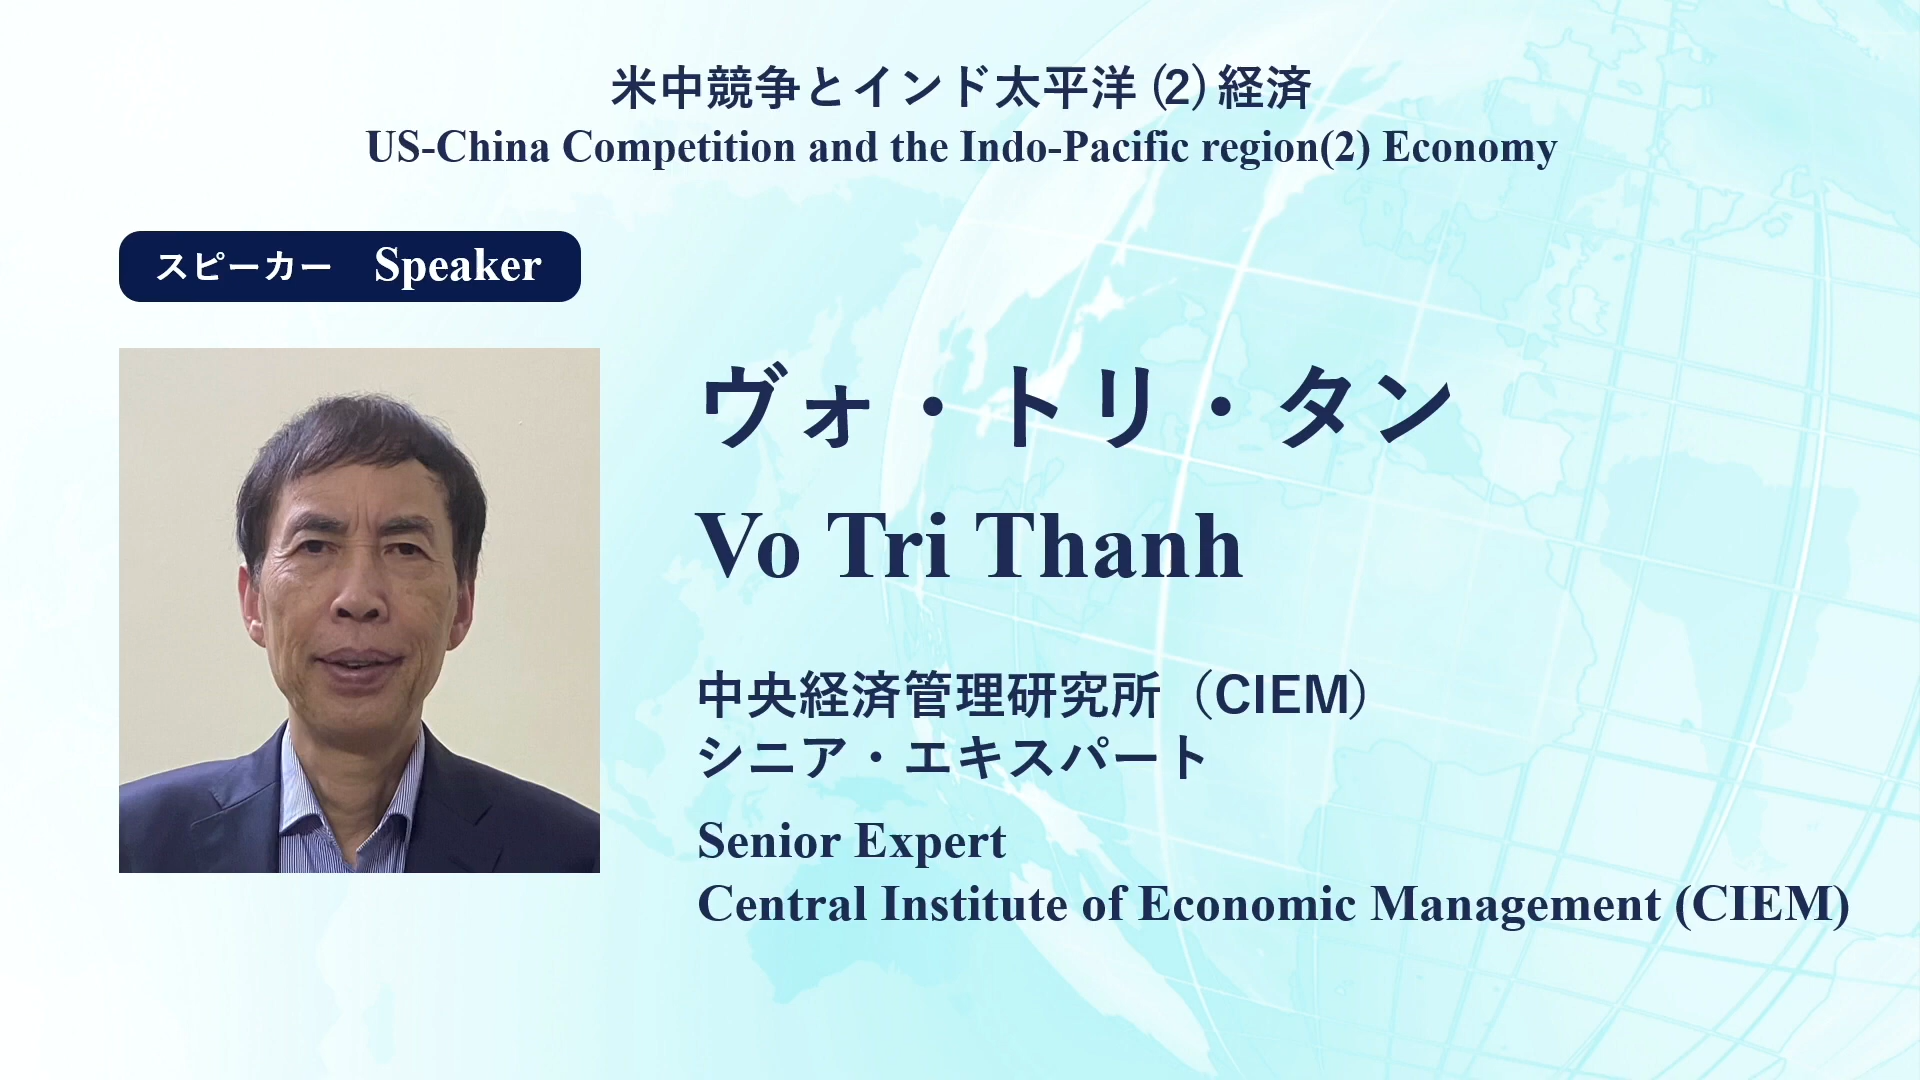 米中競争とインド太平洋 (2) 経済
US-China Competition and the Indo-Pacific region(2) Economy
スピーカー　Speaker
ヴォ・トリ・タン
Vo Tri Thanh
中央経済管理研究所（CIEM）
シニア・エキスパート
Senior Expert
Central Institute of Economic Management (CIEM)